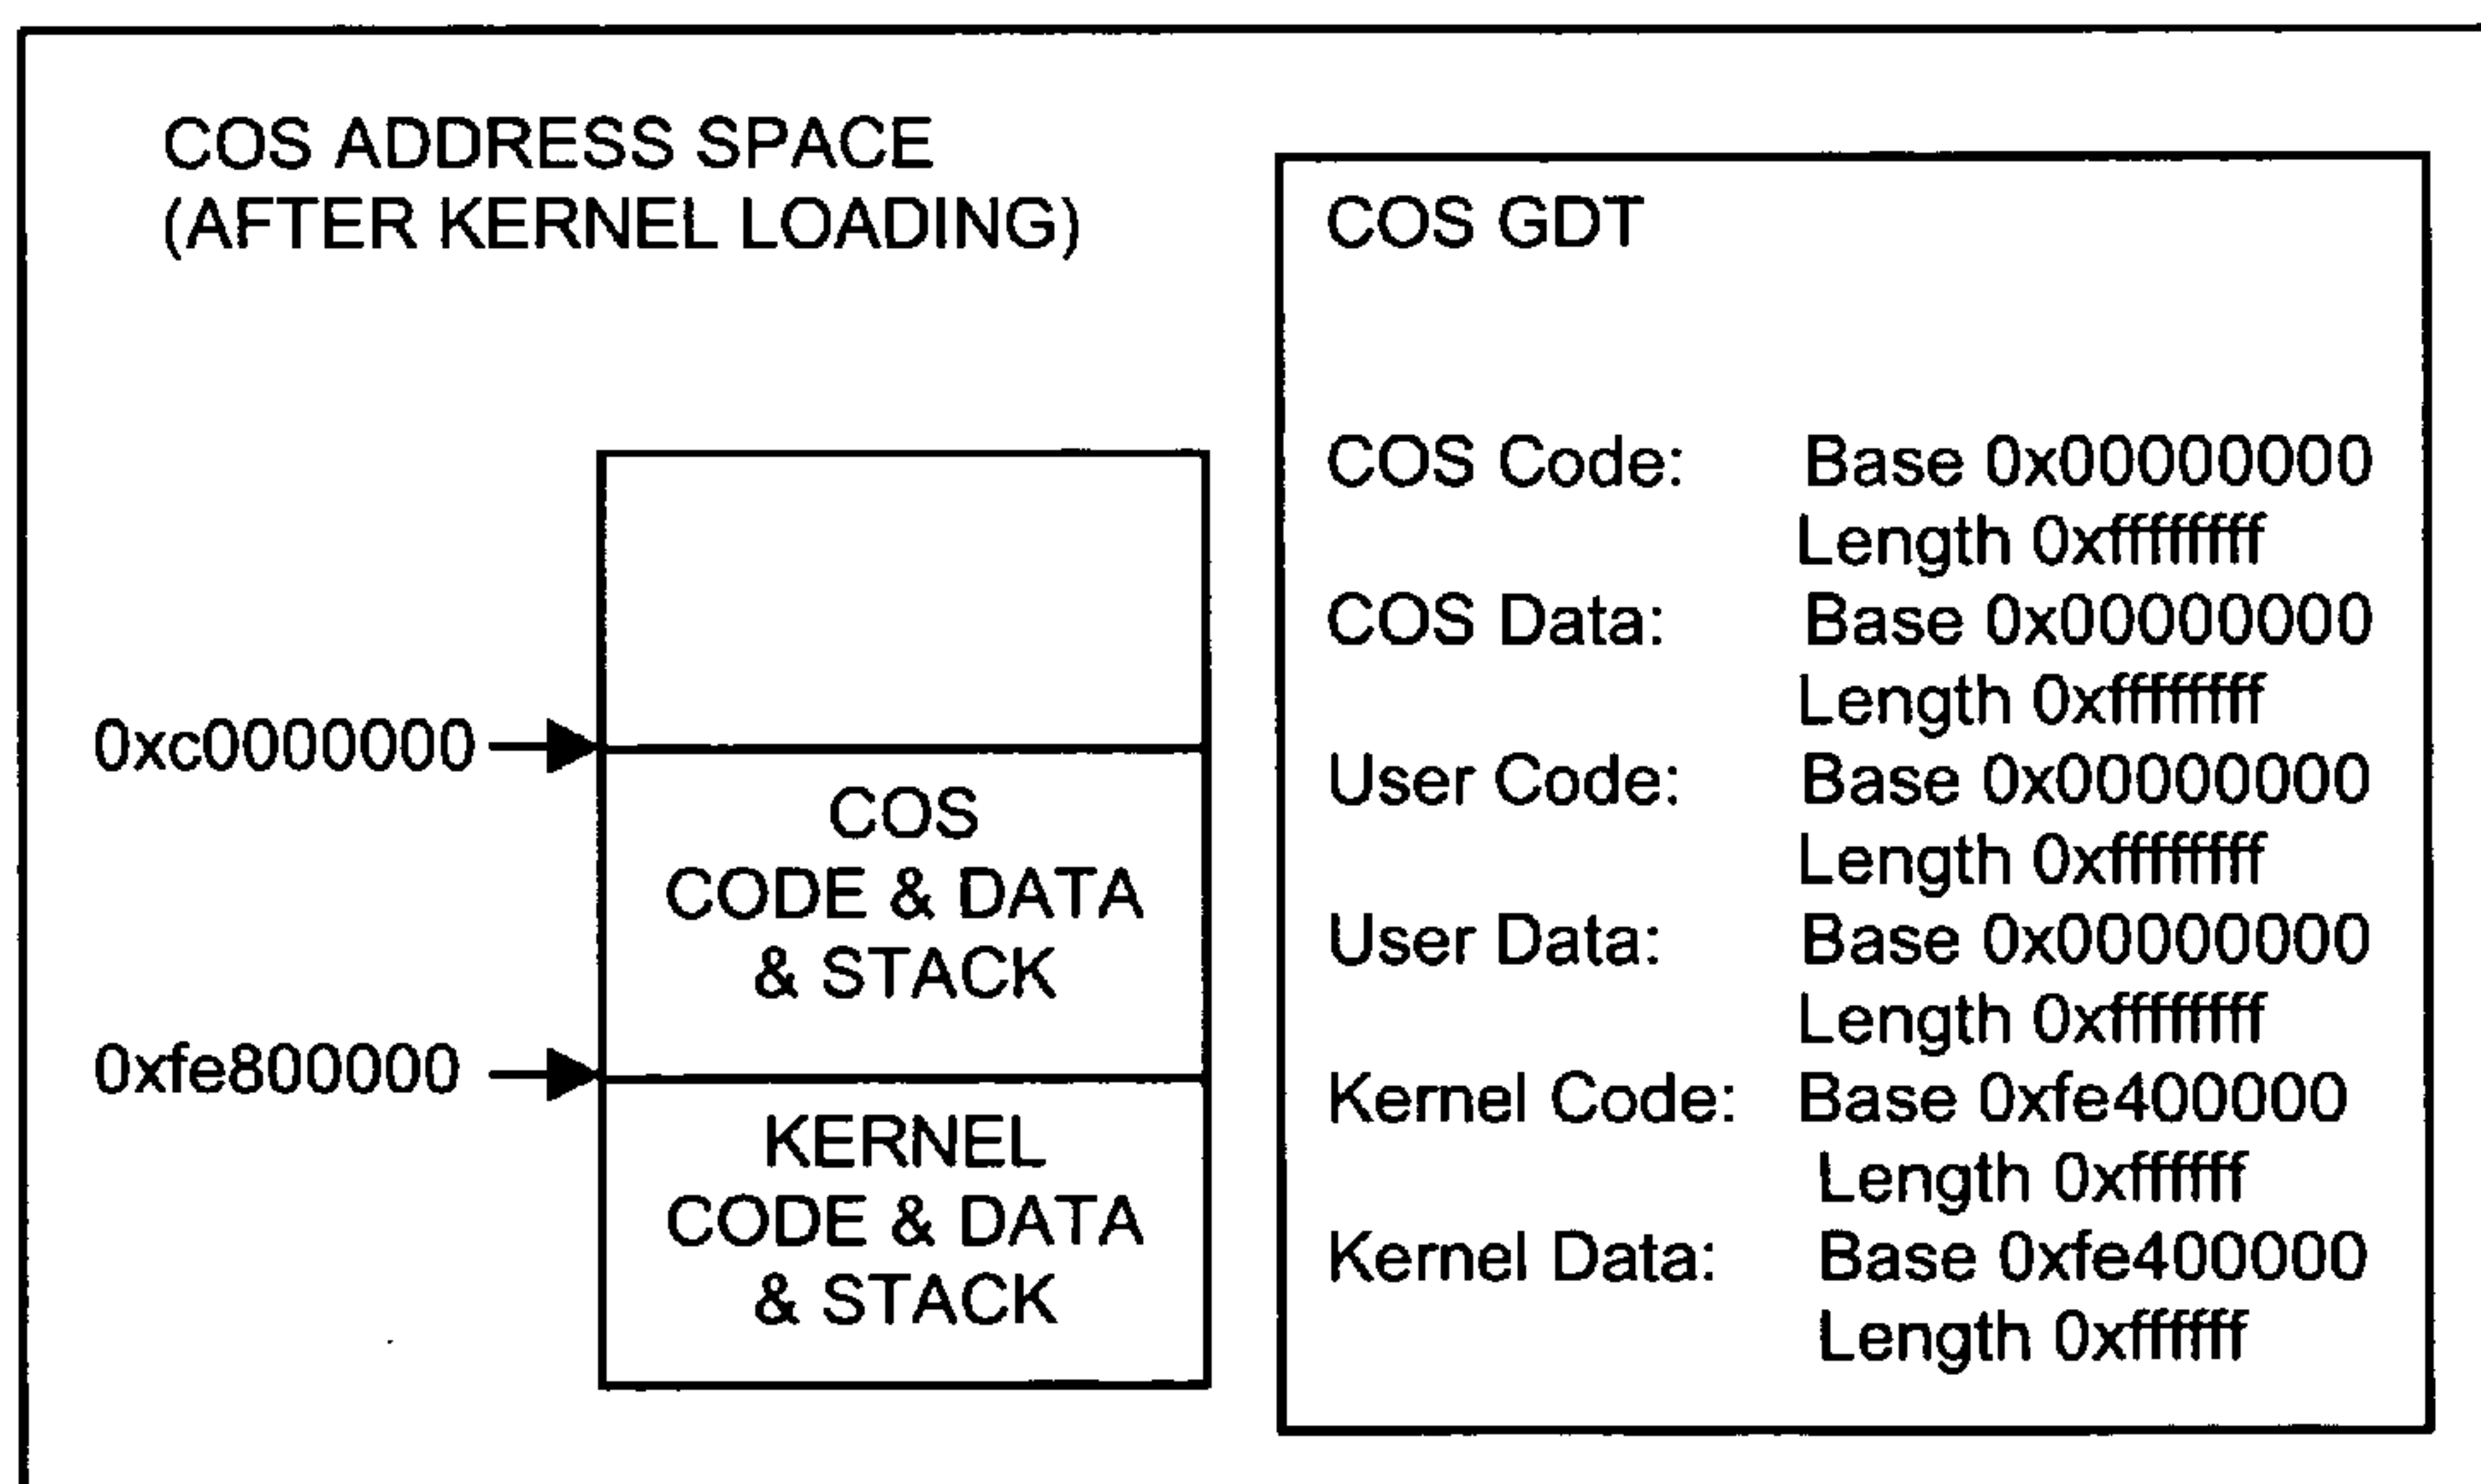 COS ADDRESS SPACE
(AFTER KERNEL LOADING)
0xc0000000
COS
CODE & DATA
& STACK
0xfe800000
KERNEL
CODE & DATA
& STACK
COS GDT
COS Code: Base 0x00000000
Length 0xffffffff
COS Data: Base 0x00000000
Length 0xffffffff
User Code: Base 0x00000000
Length 0xffffffff
User Data: Base 0x00000000
Length 0xffffffff
Kernel Code: Base 0xfe400000
Length 0xffffff
Kernel Data: Base 0xfe400000
Length 0xffffff